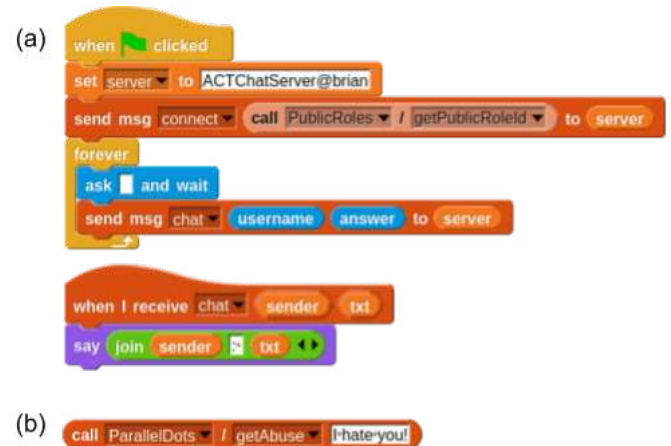 (a)
when clicked
set server to ACTChatServer@brian
send msg connect call PublicRoles / getPublicRoleId to server
forever
ask and wait
send msg chat username answer to server
when I receive chat sender txt
say join sender : txt
(b) call ParallelDots / getAbuse I hate you!